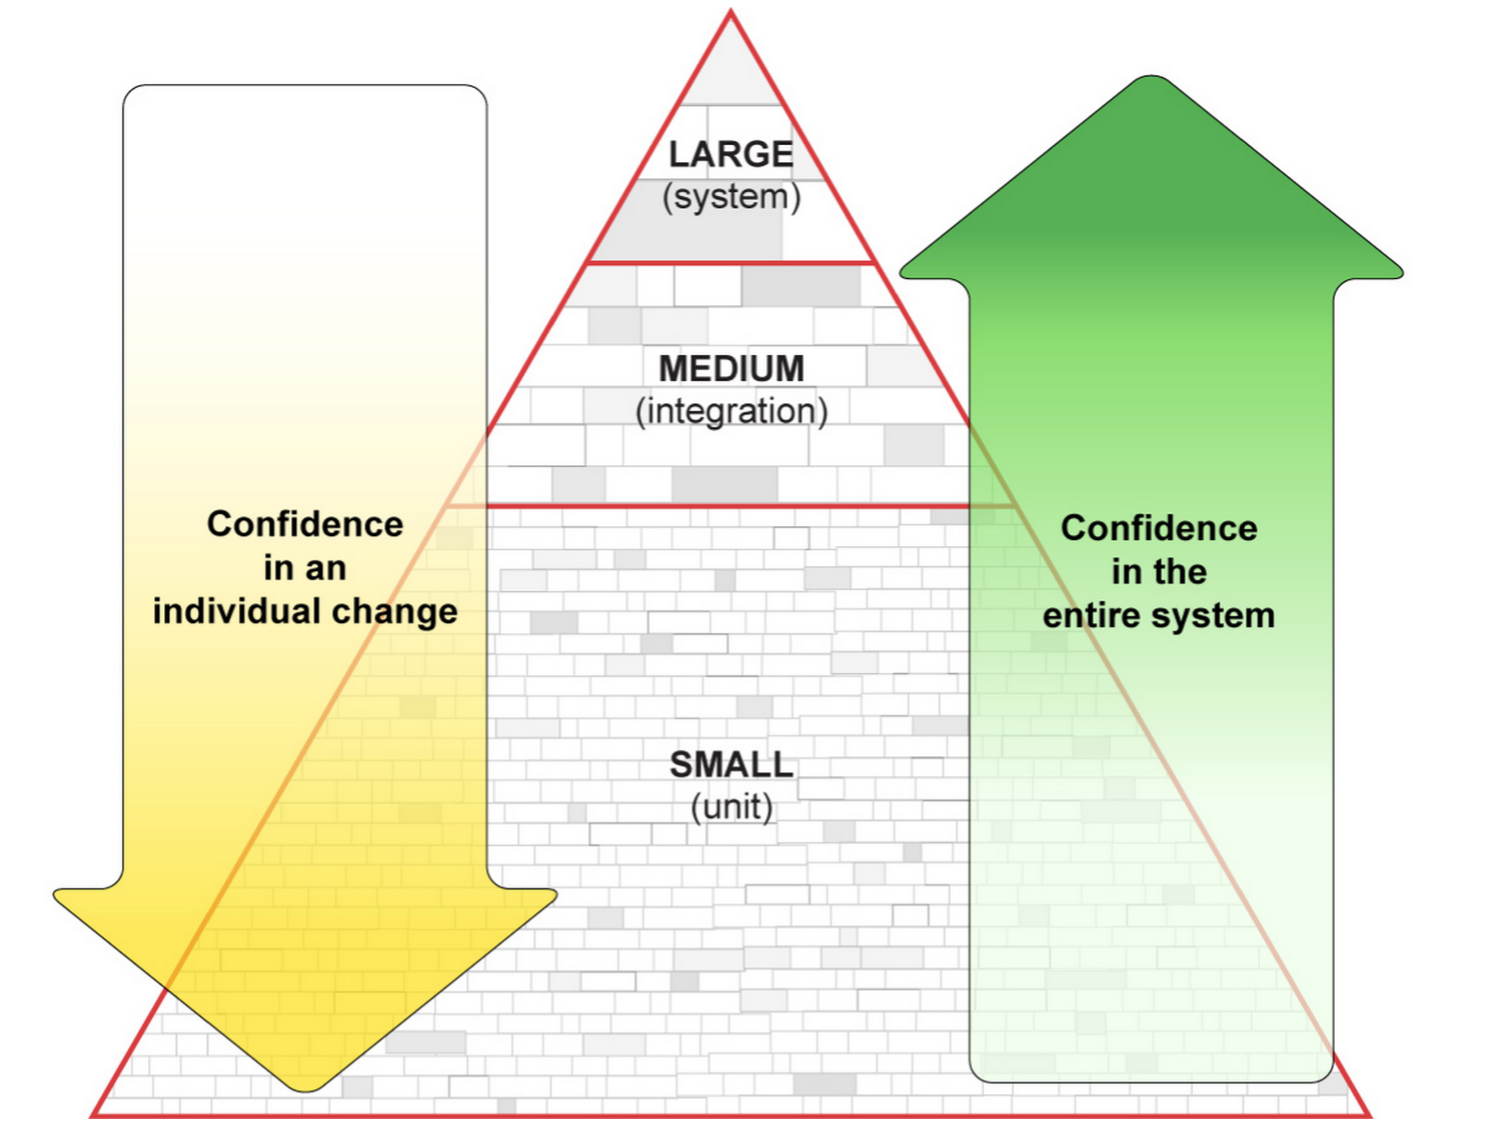 LARGE
(system)
MEDIUM
(integration)
Confidence
in an
individual change
Confidence
in the
entire system
SMALL
(unit)